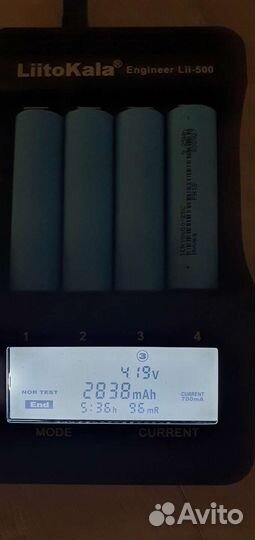 LiitoKala® Engineer Lii-500
1 2 3 4
③
4.19V
NOR TEST 2838mAh CURRENT 700mA
End 5:36h 96mR
MODE CURRENT
Avito